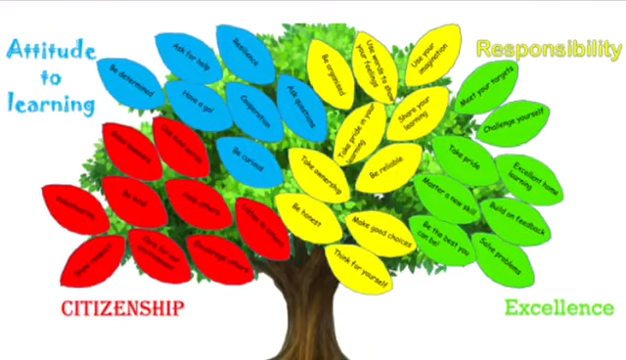 Attitude
to
learning
Be determined
Ask for help
Resilience
Have a go!
Cooperation
Ask questions
Be curious
Responsibility
Be organised
Use words to share
your feelings
Use your
imagination
Take pride in your
learning
Share your
learning
Take ownership
Be reliable
Be honest
Make good choices
Think for yourself
Meet your targets
Challenge yourself
Take pride
Excellent home
learning
Master a new skill
Build on feedback
Be the best you
can be!
Solve problems
Good manners
Be kind
Help others
Listen to others
Show respect
Care for our
environment
Encourage others
CITIZENSHIP
Excellence